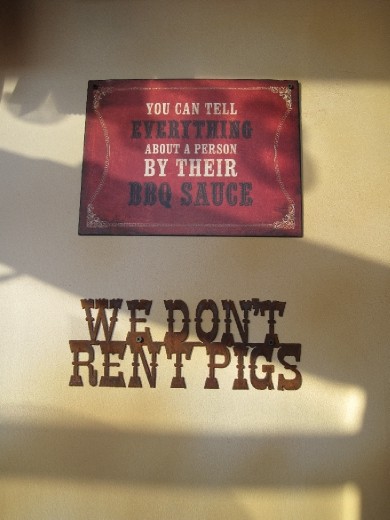 YOU CAN TELL
EVERYTHING
ABOUT A PERSON
BY THEIR
BBQ SAUCE
WE DON'T
RENT PIGS